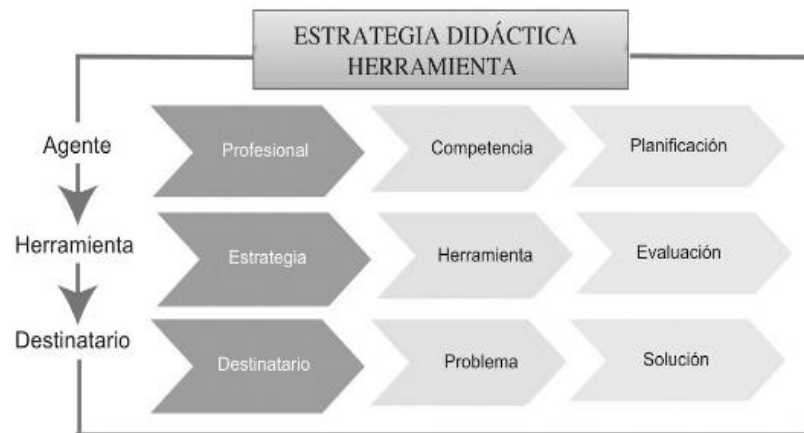 ESTRATEGIA DIDÁCTICA
HERRAMIENTA
Agente
Profesional
Competencia
Planificación
Herramienta
Estrategia
Herramienta
Evaluación
Destinatario
Destinatario
Problema
Solución